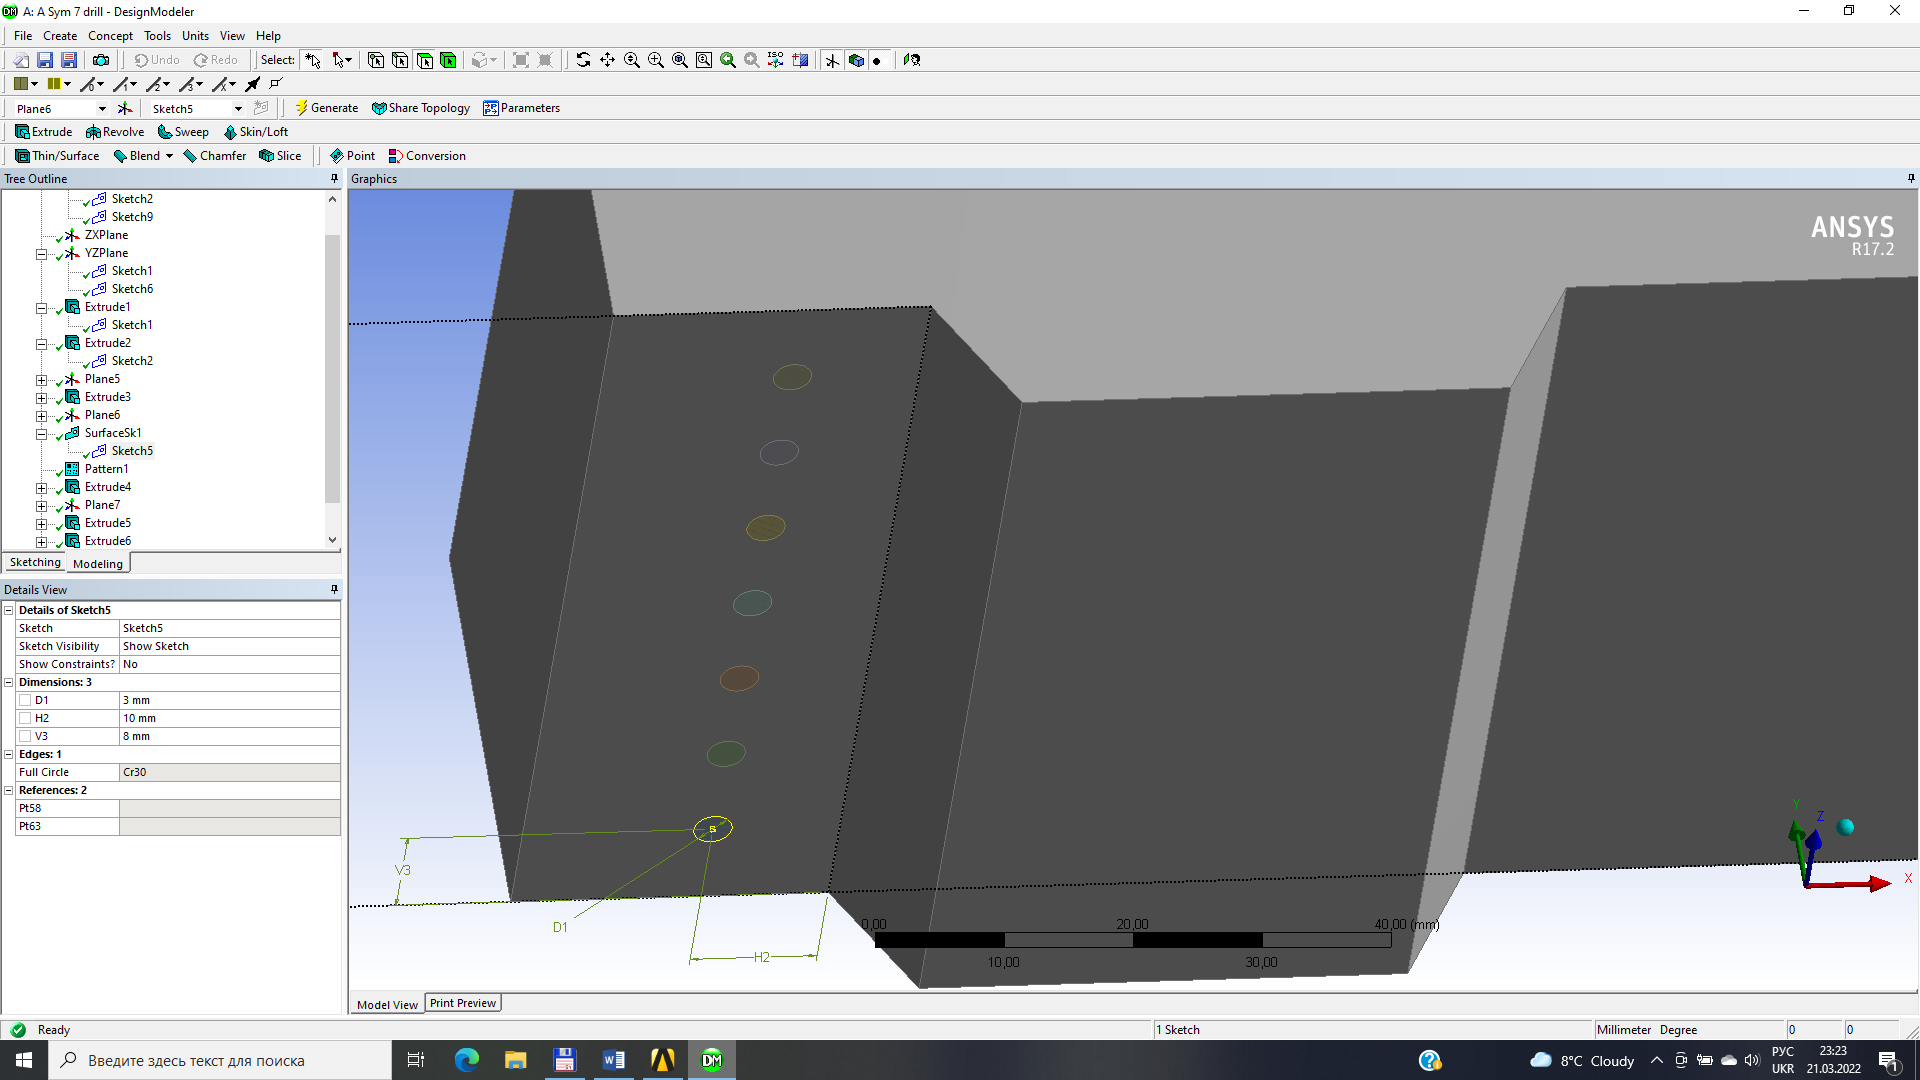 A: A Sym 7 drill - DesignModeler
File Create Concept Tools Units View Help
Undo Redo Select: ISO
Plane6 Sketch5 Generate Share Topology Parameters
Extrude Revolve Sweep Skin/Loft
Thin/Surface Blend Chamfer Slice Point Conversion
Tree Outline
Sketch2
Sketch9
ZXPlane
YZPlane
Sketch1
Sketch6
Extrude1
Sketch1
Extrude2
Sketch2
Plane5
Extrude3
Plane6
SurfaceSk1
Sketch5
Pattern1
Extrude4
Plane7
Extrude5
Extrude6
Sketching Modeling
Details View
Details of Sketch5
Sketch Sketch5
Sketch Visibility Show Sketch
Show Constraints? No
Dimensions: 3
D1 3 mm
H2 10 mm
V3 8 mm
Edges: 1
Full Circle Cr30
References: 2
Pt58
Pt63
Graphics
ANSYS
R17.2
V3
D1
H2
0,00 20,00 40,00 (mm)
10,00 30,00
Y
Z
X
Model View Print Preview
Ready 1 Sketch Millimeter Degree 0 0
Введите здесь текст для поиска
DM
8°C Cloudy
РУС
UKR
23:23
21.03.2022
1